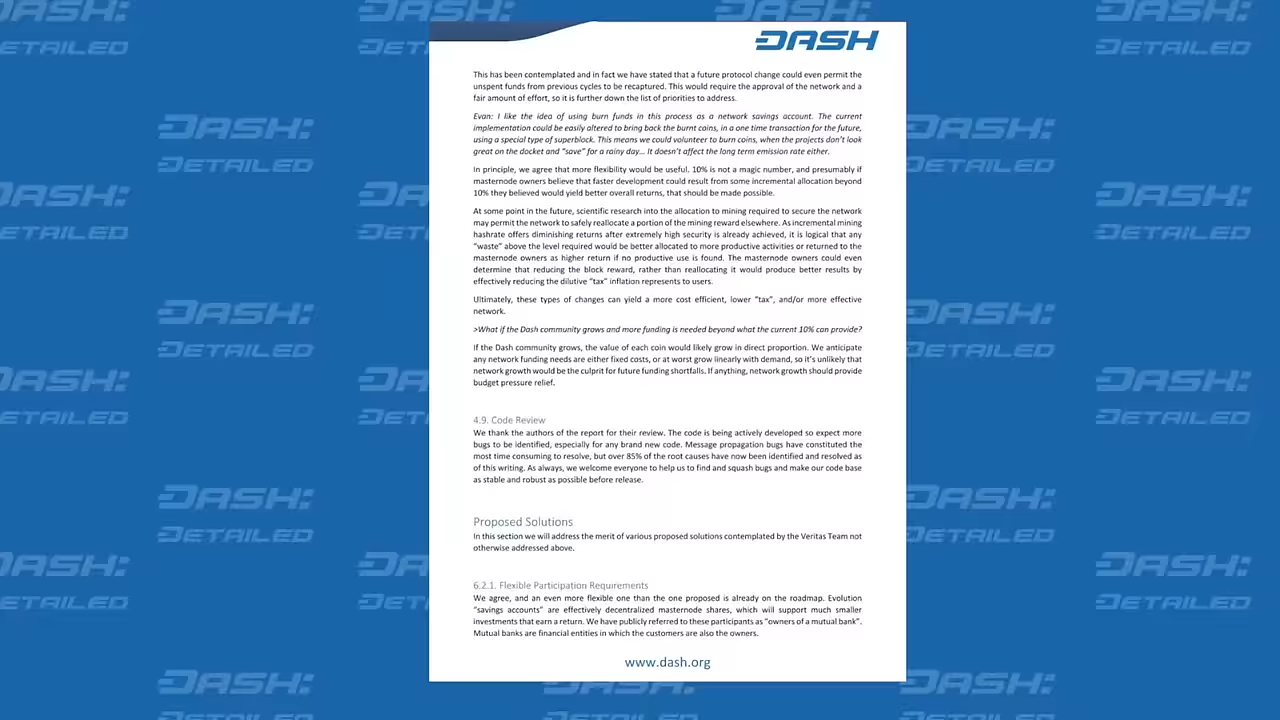 DASH
This has been contemplated and in fact we have stated that a future protocol change could even permit the
unspent funds from previous cycles to be recaptured. This would require the approval of the network and a
fair amount of effort, so it is further down the list of priorities to address.
Evan: I like the idea of using burn funds in this process as a network savings account. The current
implementation could be easily altered to bring back the burnt coins, in a one time transaction for the future,
using a special type of superblock. This means we could volunteer to burn coins, when the projects don't look
great on the docket and "save" for a rainy day... It doesn't affect the long term emission rate either.
In principle, we agree that more flexibility would be useful. 10% is not a magic number, and presumably if
masternode owners believe that faster development could result from some incremental allocation beyond
10% they believed would yield better overall returns, that should be made possible.
At some point in the future, scientific research into the allocation to mining required to secure the network
may permit the network to safely reallocate a portion of the mining reward elsewhere. As incremental mining
hashrate offers diminishing returns after extremely high security is already achieved, it is logical that any
"waste" above the level required would be better allocated to more productive activities or returned to the
masternode owners as higher return if no productive use is found. The masternode owners could even
determine that reducing the block reward, rather than reallocating it would produce better results by
effectively reducing the dilutive "tax" inflation represents to users.
Ultimately, these types of changes can yield a more cost efficient, lower "tax", and/or more effective
network.
>What if the Dash community grows and more funding is needed beyond what the current 10% can provide?
If the Dash community grows, the value of each coin would likely grow in direct proportion. We anticipate
any network funding needs are either fixed costs, or at worst grow linearly with demand, so it's unlikely that
network growth would be the culprit for future funding shortfalls. If anything, network growth should provide
budget pressure relief.
4.9. Code Review
We thank the authors of the report for their review. The code is being actively developed so expect more
bugs to be identified, especially for any brand new code. Message propagation bugs have constituted the
most time consuming to resolve, but over 85% of the root causes have now been identified and resolved as
of this writing. As always, we welcome everyone to help us to find and squash bugs and make our code base
as stable and robust as possible before release.
Proposed Solutions
In this section we will address the merit of various proposed solutions contemplated by the Veritas Team not
otherwise addressed above.
6.2.1. Flexible Participation Requirements
We agree, and an even more flexible one than the one proposed is already on the roadmap. Evolution
"savings accounts" are effectively decentralized masternode shares, which will support much smaller
investments that earn a return. We have publicly referred to these participants as "owners of a mutual bank".
Mutual banks are financial entities in which the customers are also the owners.
www.dash.org
DASH:
DETAILED